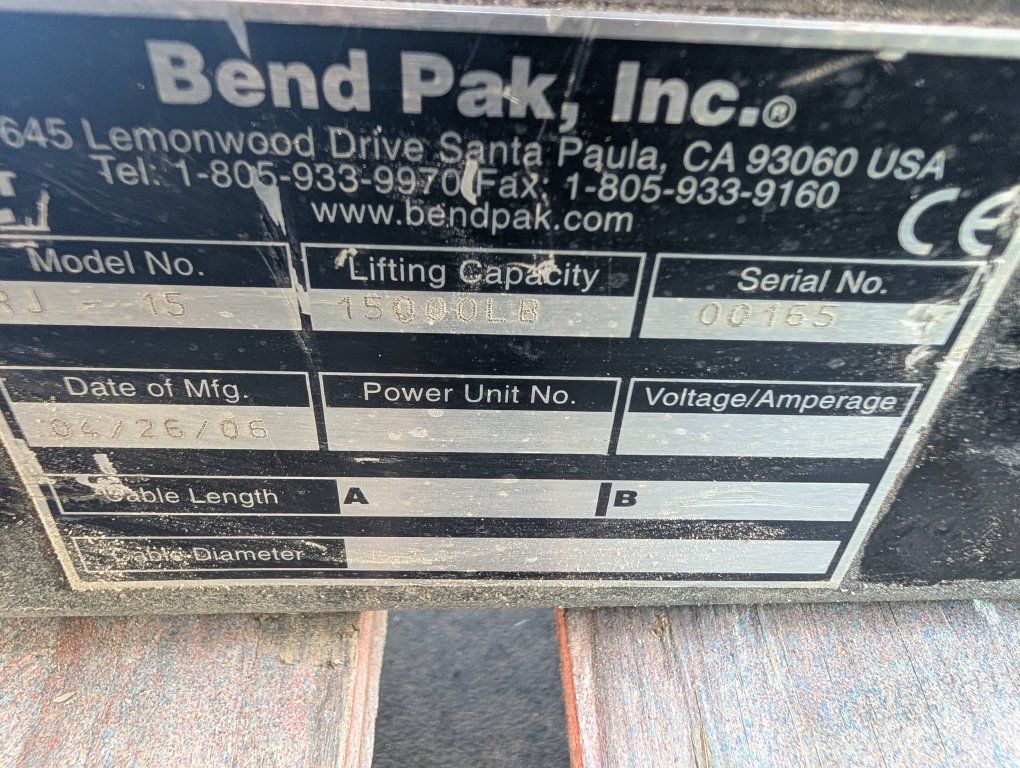 Bend Pak, Inc.®
645 Lemonwood Drive Santa Paula, CA 93060 USA
Tel: 1-805-933-9970 Fax: 1-805-933-9160
www.bendpak.com
CE
Model No. Lifting Capacity Serial No.
RJ - 15 15000LB 00165
Date of Mfg. Power Unit No. Voltage/Amperage
04/26/06
Cable Length A B
Cable Diameter